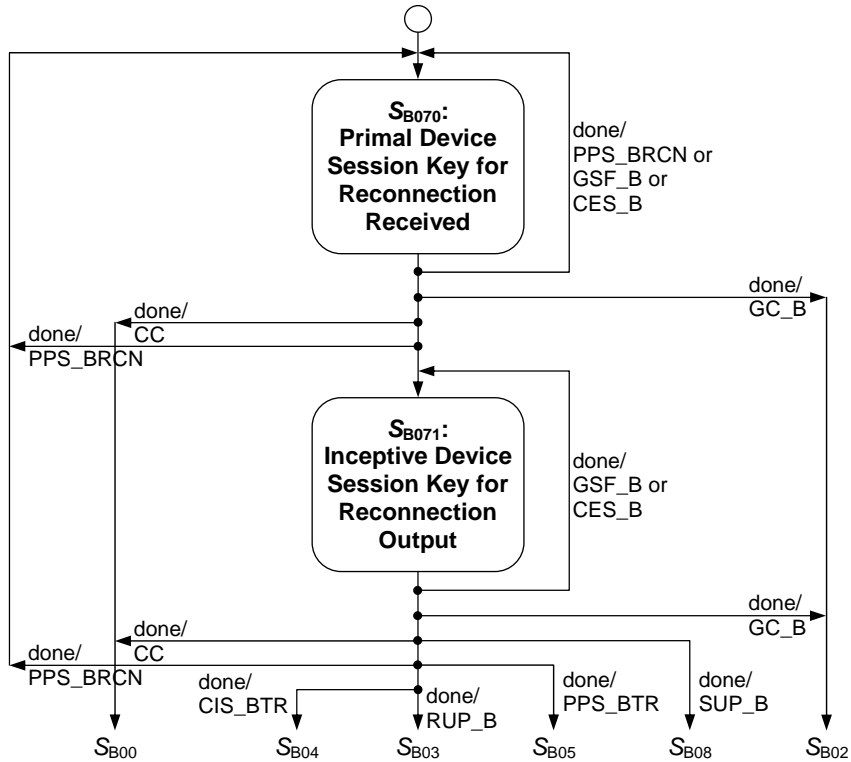 SB070:
Primal Device
Session Key for
Reconnection
Received
done/
PPS_BRCN or
GSF_B or
CES_B
done/
GC_B
done/
CC
done/
PPS_BRCN
SB071:
Inceptive Device
Session Key for
Reconnection
Output
done/
GSF_B or
CES_B
done/
GC_B
done/
CC
done/
PPS_BRCN
done/
CIS_BTR
done/
RUP_B
done/
PPS_BTR
done/
SUP_B
SB00
SB04
SB03
SB05
SB08
SB02